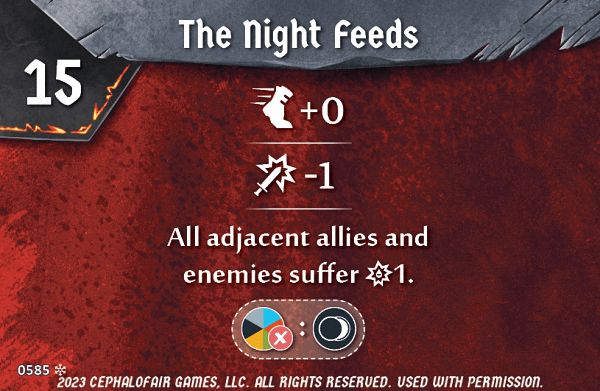 The Night Feeds
15
+0
-1
All adjacent allies and
enemies suffer 1.
:
0585
2023 CEPHALOFAIR GAMES, LLC. ALL RIGHTS RESERVED. USED WITH PERMISSION.